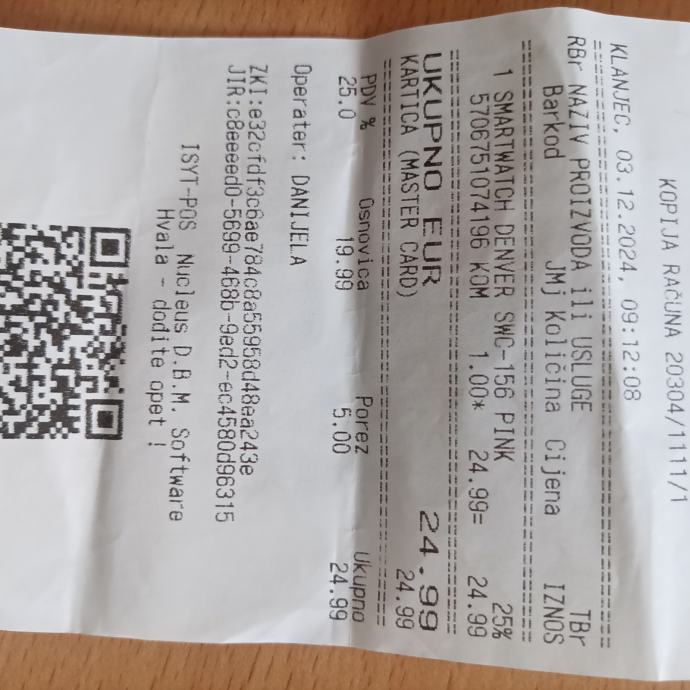 KOPIJA RAČUNA 20304/1111/1
KLANJEC, 03.12.2024, 09:12:08
RBr NAZIV PROIZVODA ili USLUGE TBr
Barkod JMj Količina Cijena IZNOS
1 SMARTWATCH DENVER SWC-156 PINK 25%
5706751074196 KOM 1.00* 24.99= 24.99
UKUPNO EUR 24.99
KARTICA (MASTER CARD) 24.99
PDV % Osnovica Porez Ukupno
25.0 19.99 5.00 24.99
Operater: DANIJELA
ZKI:e32cfdf3c6ae784c8a55958d48ea243e
JIR:c8eeeed0-5699-468b-9ed2-ec4580d96315
ISYT-POS Nucleus D.B.M. Software
Hvala - dođite opet !